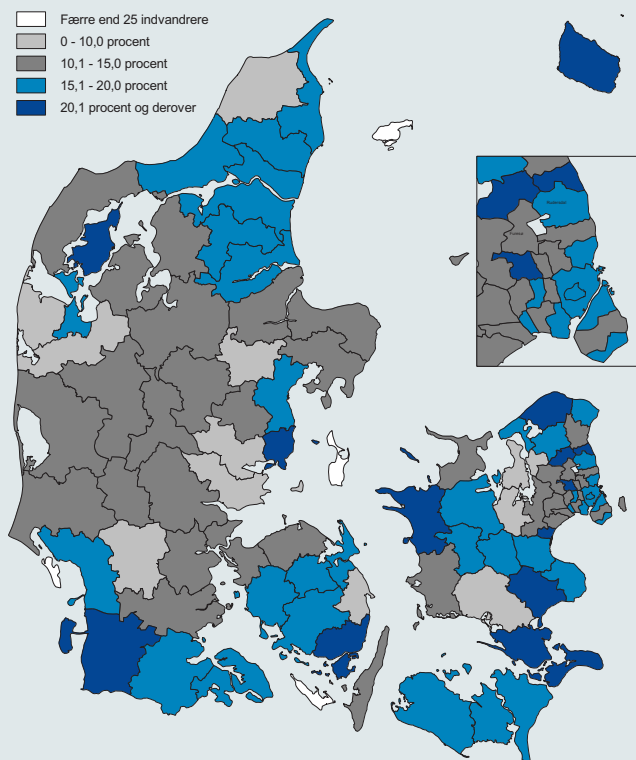 Færre end 25 indvandrere
0 - 10,0 procent
10,1 - 15,0 procent
15,1 - 20,0 procent
20,1 procent og derover